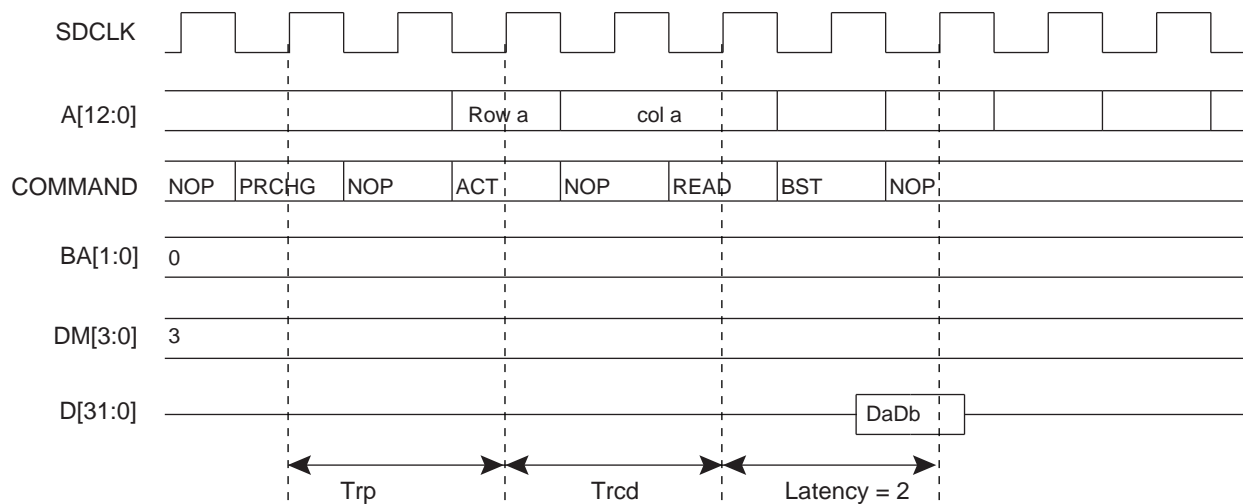 SDCLK
A[12:0] Row a col a
COMMAND NOP PRCHG NOP ACT NOP READ BST NOP
BA[1:0] 0
DM[3:0] 3
D[31:0] DaDb
Trp Trcd Latency = 2